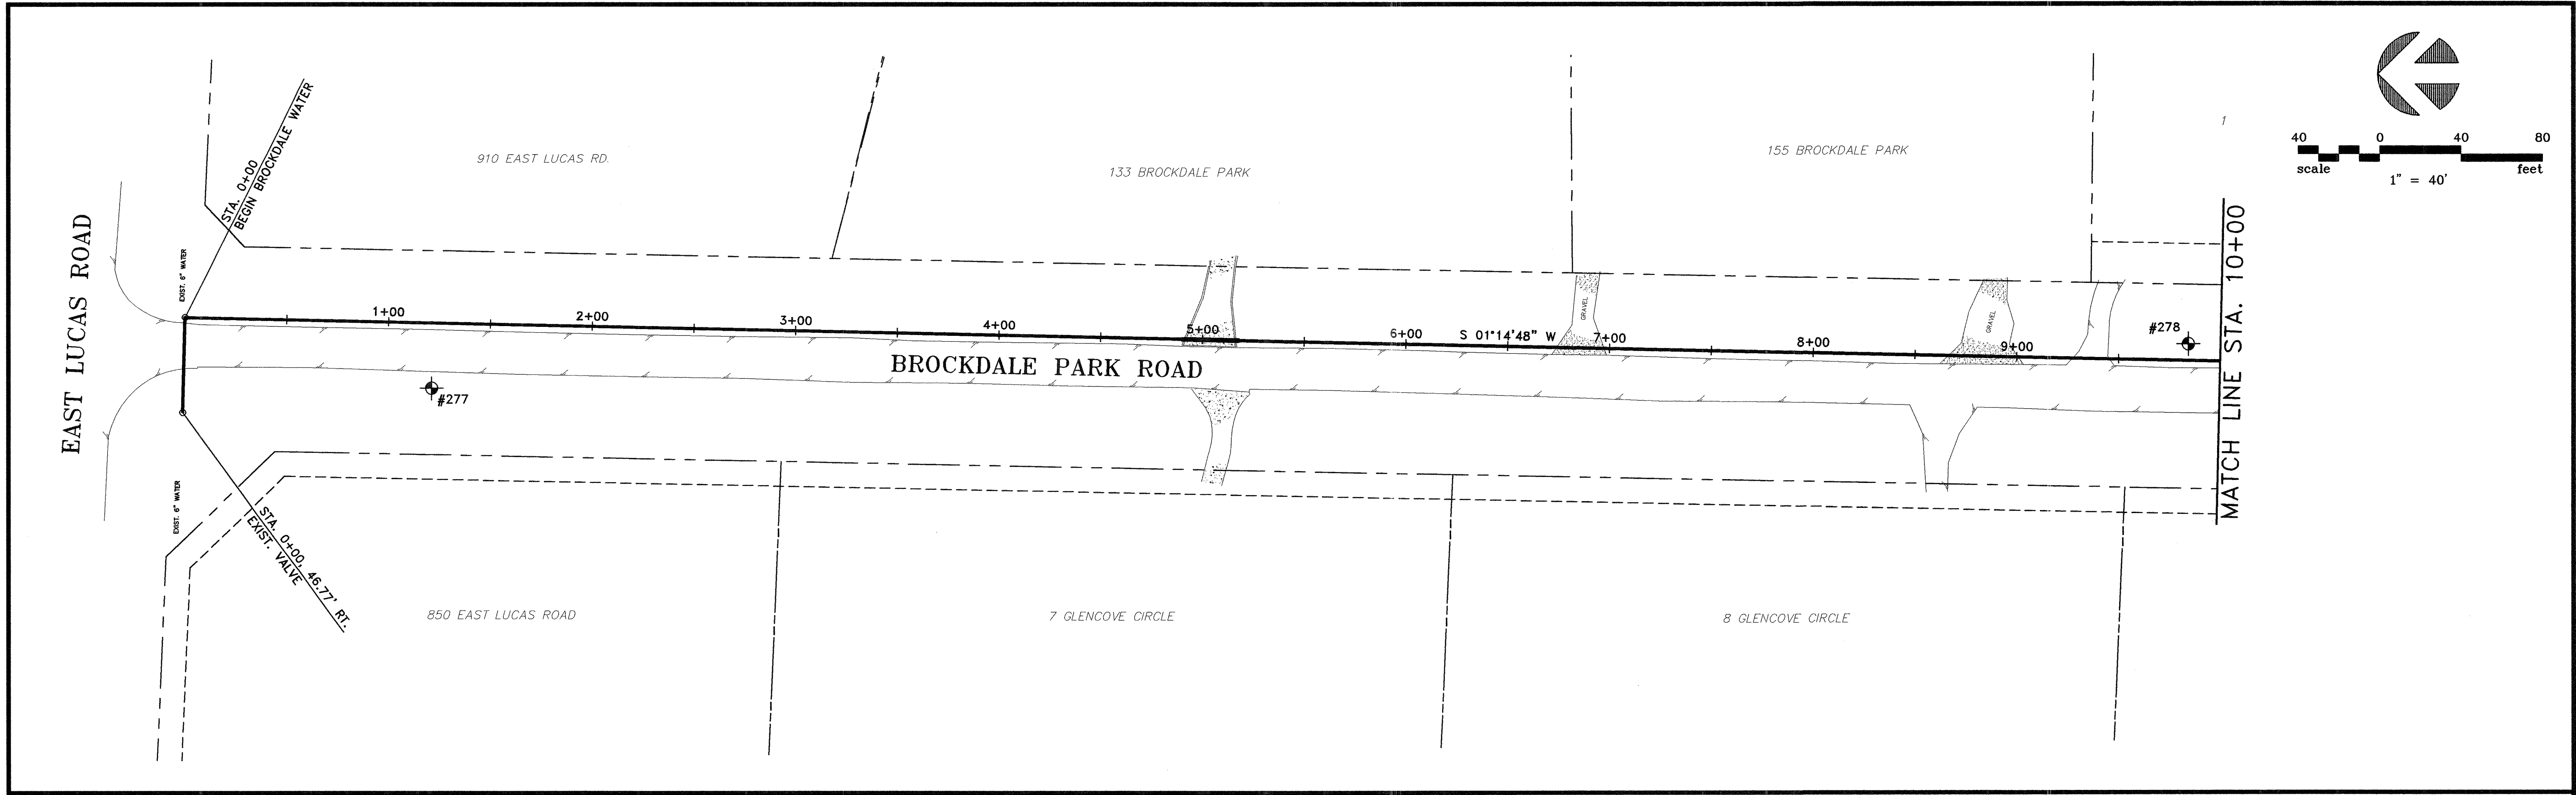 EAST LUCAS ROAD
STA. 0+00
BEGIN BROCKDALE WATER
EXIST. 6" WATER
910 EAST LUCAS RD.
133 BROCKDALE PARK
155 BROCKDALE PARK
1
40 0 40 80
scale feet
1" = 40'
1+00
2+00
3+00
4+00
5+00
6+00
S 01°14'48" W
7+00
8+00
9+00
GRAVEL
GRAVEL
#278
BROCKDALE PARK ROAD
#277
MATCH LINE STA. 10+00
EXIST. 6" WATER
STA. 0+00, 46.77' RT.
EXIST. VALVE
850 EAST LUCAS ROAD
7 GLENCOVE CIRCLE
8 GLENCOVE CIRCLE